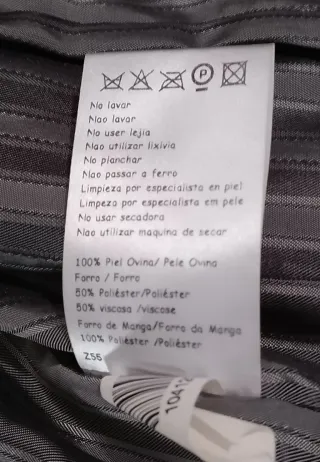 P
No lavar
Nao lavar
No user lejia
Nao utilizar lixivia
No planchar
Nao passar a ferro
Limpieza por especialista en piel
Limpeza por especialista em pele
No usar secadora
Nao utilizar maquina de secar
100% Piel Ovina/ Pele Ovina
Forro / Forro
50% Poliéster/Poliéster
50% viscosa /viscose
Forro de Manga/Forro da Manga
100% Poliéster/Poliéster
Z56